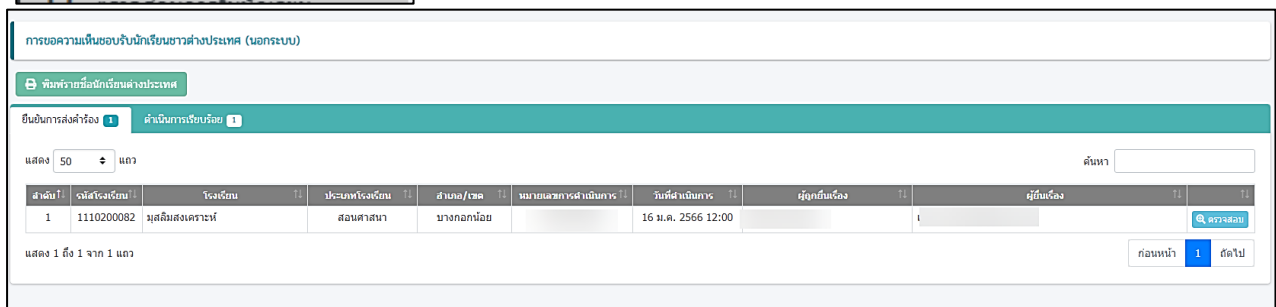 การขอความเห็นชอบรับนักเรียนชาวต่างประเทศ (นอกระบบ)
พิมพ์รายชื่อนักเรียนต่างประเทศ
ยืนยันการส่งคำร้อง 1 ดำเนินการเรียบร้อย 1
แสดง 50 แถว ค้นหา
ลำดับ รหัสโรงเรียน โรงเรียน ประเภทโรงเรียน อำเภอ/เขต หมายเลขการดำเนินการ วันที่ดำเนินการ ผู้ถูกยื่นเรื่อง ผู้ยื่นเรื่อง
1 1110200082 มุสลิมสงเคราะห์ สอนศาสนา บางกอกน้อย 16 ม.ค. 2566 12:00 ตรวจสอบ
แสดง 1 ถึง 1 จาก 1 แถว ก่อนหน้า 1 ถัดไป